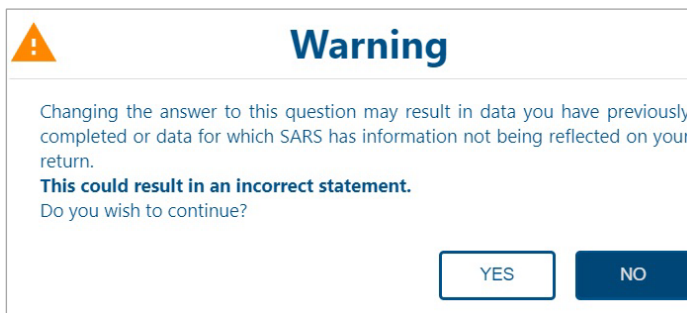 Warning
Changing the answer to this question may result in data you have previously
completed or data for which SARS has information not being reflected on your
return.
This could result in an incorrect statement.
Do you wish to continue?
YES NO